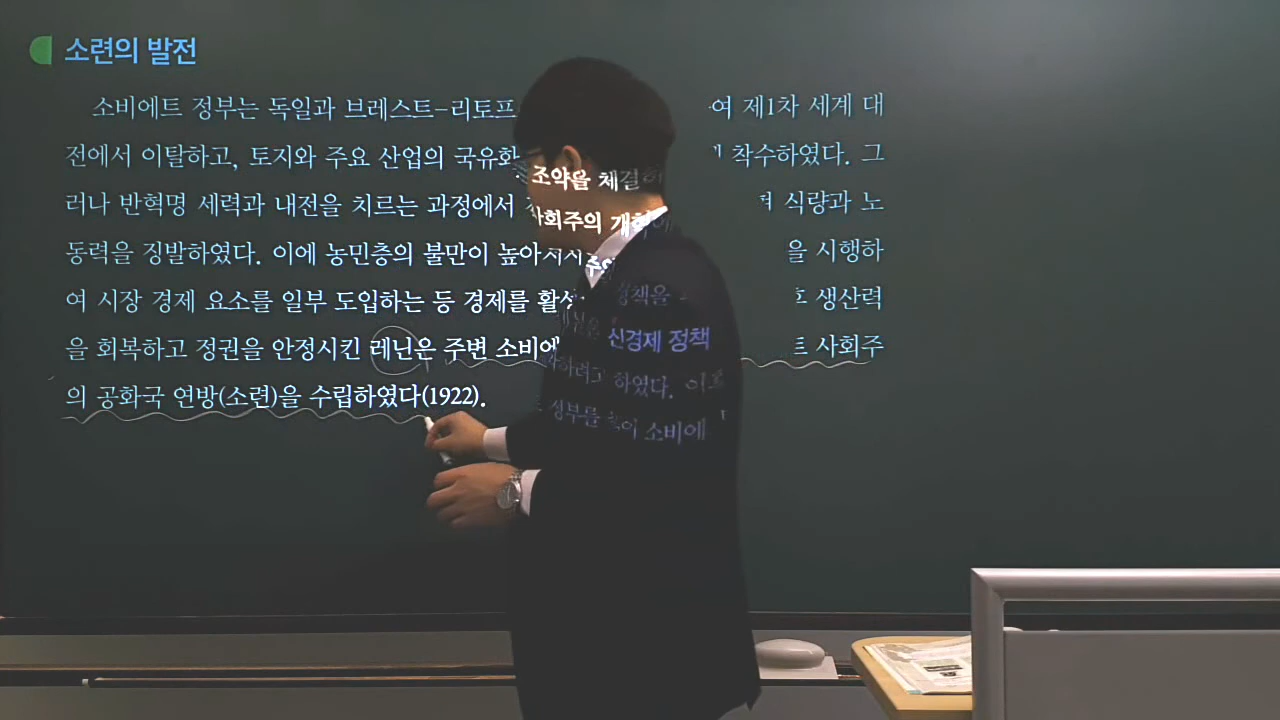 소련의 발전
소비에트 정부는 독일과 브레스트-리토프 조약을 체결하여 제1차 세계 대
전에서 이탈하고, 토지와 주요 산업의 국유화 사회주의 개혁에 착수하였다. 그
러나 반혁명 세력과 내전을 치르는 과정에서 식량과 노
동력을 징발하였다. 이에 농민층의 불만이 높아지자 신경제 정책을 시행하
여 시장 경제 요소를 일부 도입하는 등 경제를 하였다. 생산력
을 회복하고 정권을 안정시킨 레닌은 주변 정부를 소비에트 사회주
의 공화국 연방(소련)을 수립하였다(1922).